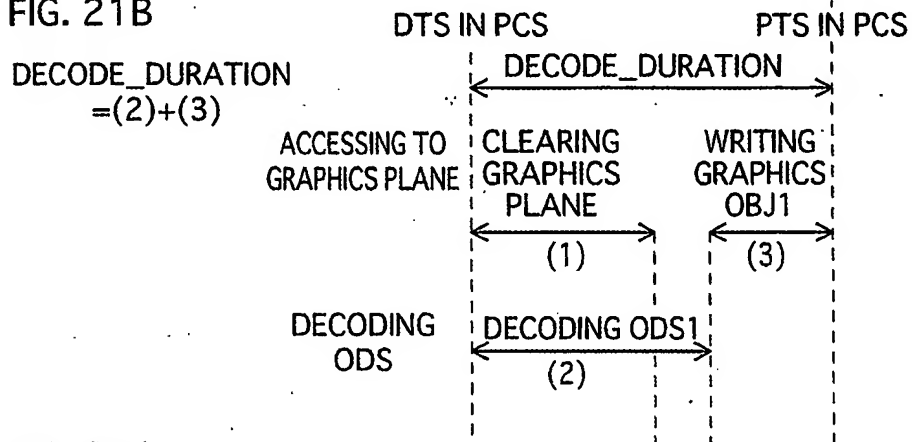 FIG. 21B
DTS IN PCS
PTS IN PCS
DECODE_DURATION
=(2)+(3)
DECODE_DURATION
ACCESSING TO
GRAPHICS PLANE
CLEARING
GRAPHICS
PLANE
(1)
WRITING
GRAPHICS
OBJ1
(3)
DECODING
ODS
DECODING ODS1
(2)